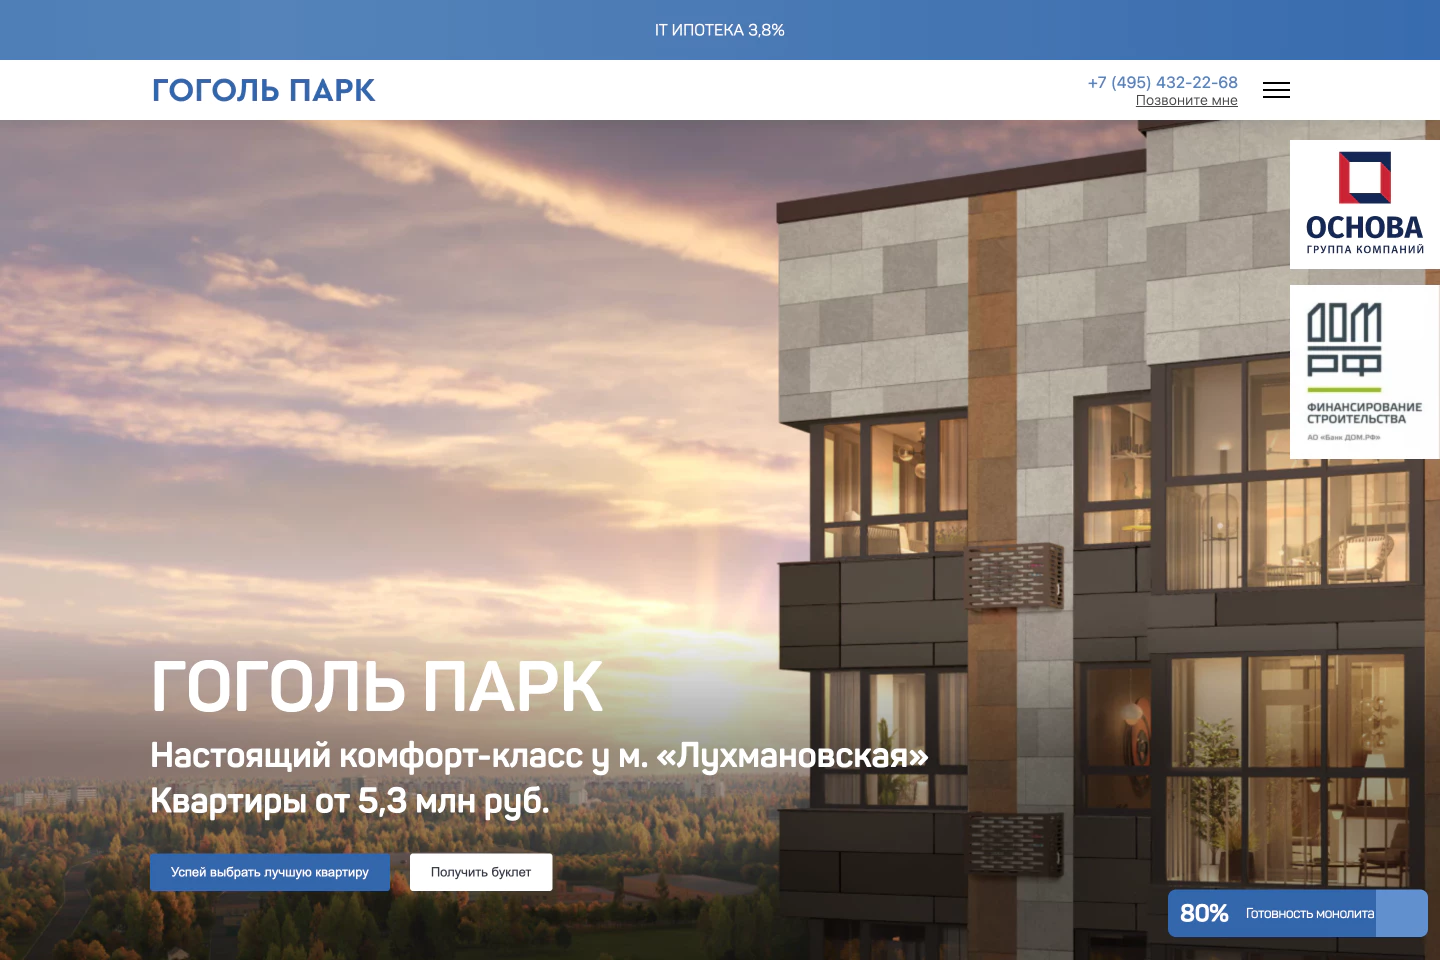 IT ИПОТЕКА 3,8%
ГОГОЛЬ ПАРК
+7 (495) 432-22-68
Позвоните мне
ОСНОВА
ГРУППА КОМПАНИЙ
ДОМ
РФ
ФИНАНСИРОВАНИЕ
СТРОИТЕЛЬСТВА
АО «Банк ДОМ.РФ»
ГОГОЛЬ ПАРК
Настоящий комфорт-класс у м. «Лухмановская»
Квартиры от 5,3 млн руб.
Успей выбрать лучшую квартиру
Получить буклет
80% Готовность монолита